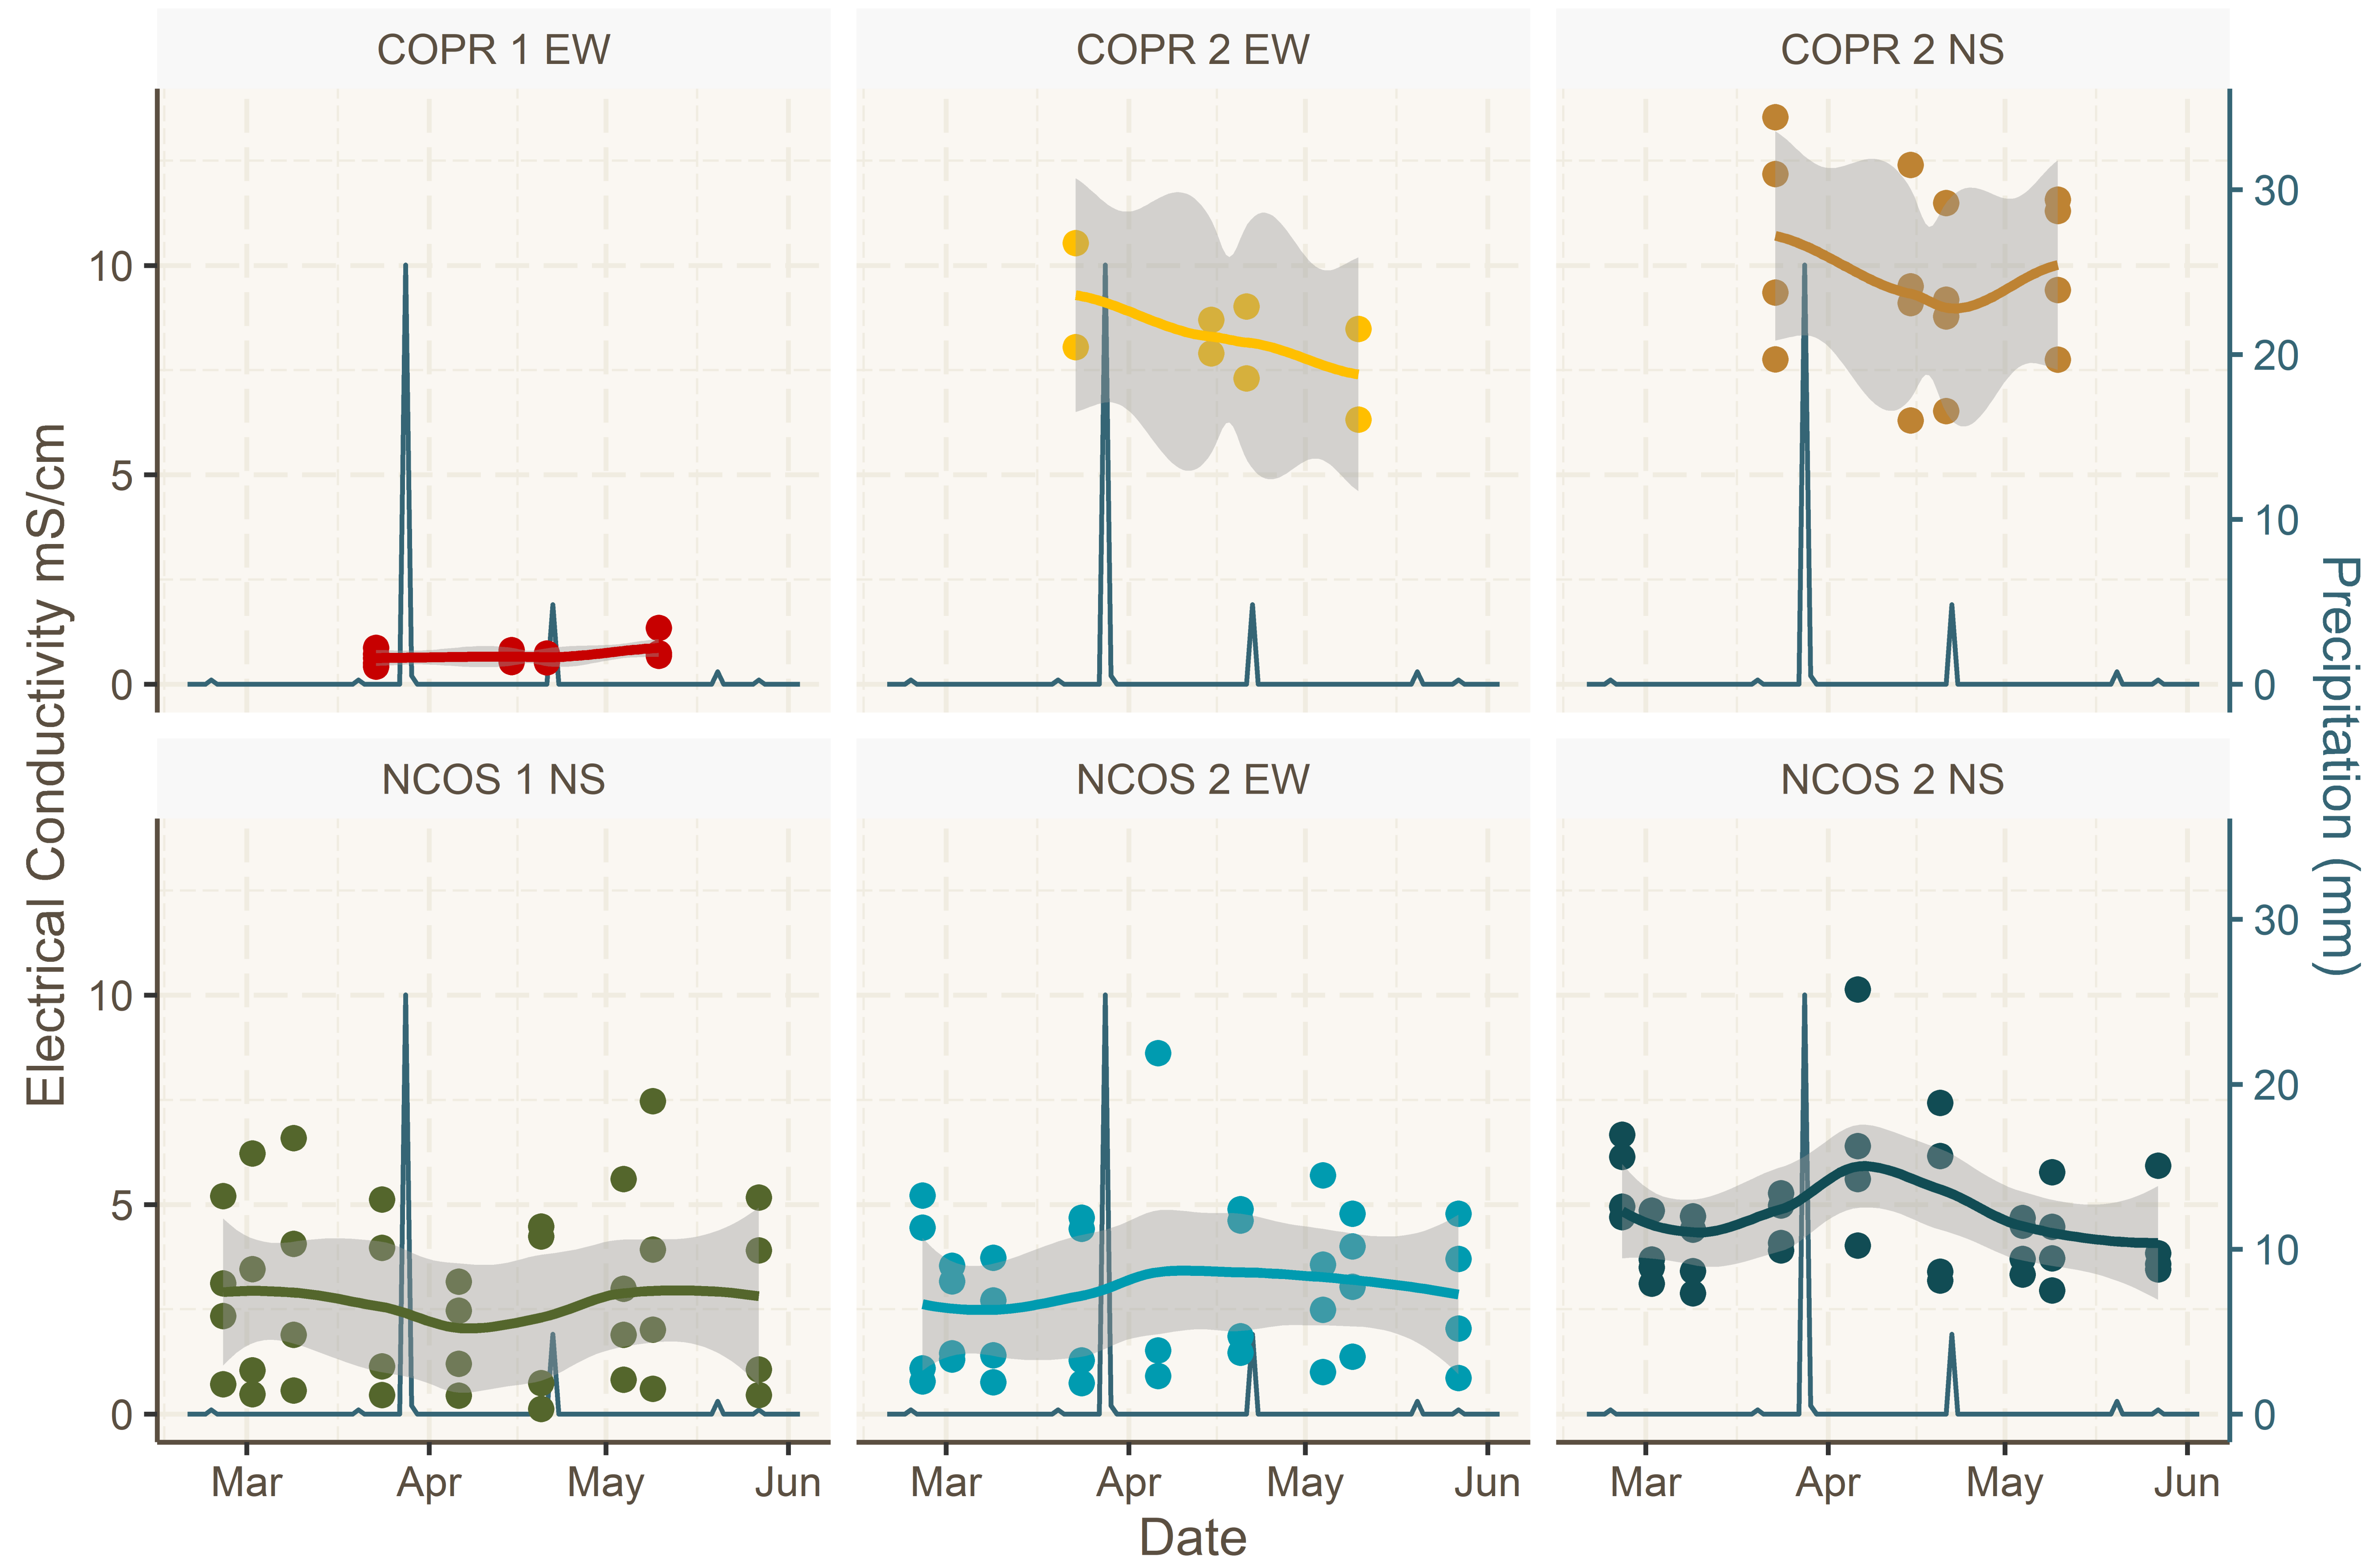 COPR 1 EW
COPR 2 EW
COPR 2 NS
10
5
0
30
20
10
0
Electrical Conductivity mS/cm
Precipitation (mm)
NCOS 1 NS
NCOS 2 EW
NCOS 2 NS
10
5
0
30
20
10
0
Mar Apr May Jun
Mar Apr May Jun
Mar Apr May Jun
Date